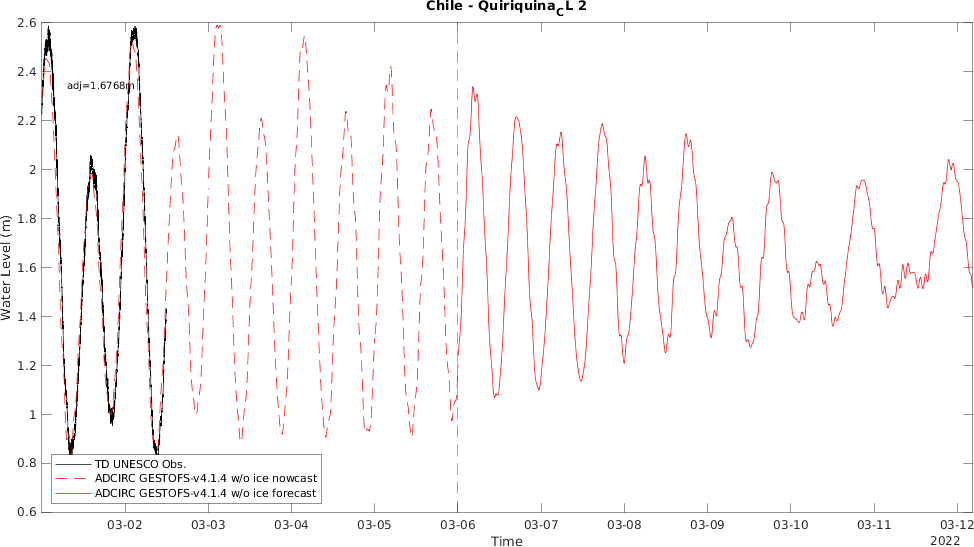 Chile - Quiriquina_CL 2
2.6
2.4
2.2
2
1.8
1.6
1.4
1.2
1
0.8
0.6
Water Level (m)
adj=1.6768m
TD UNESCO Obs.
ADCIRC GESTOFS-v4.1.4 w/o ice nowcast
ADCIRC GESTOFS-v4.1.4 w/o ice forecast
03-02 03-03 03-04 03-05 03-06 03-07 03-08 03-09 03-10 03-11 03-12
Time
2022